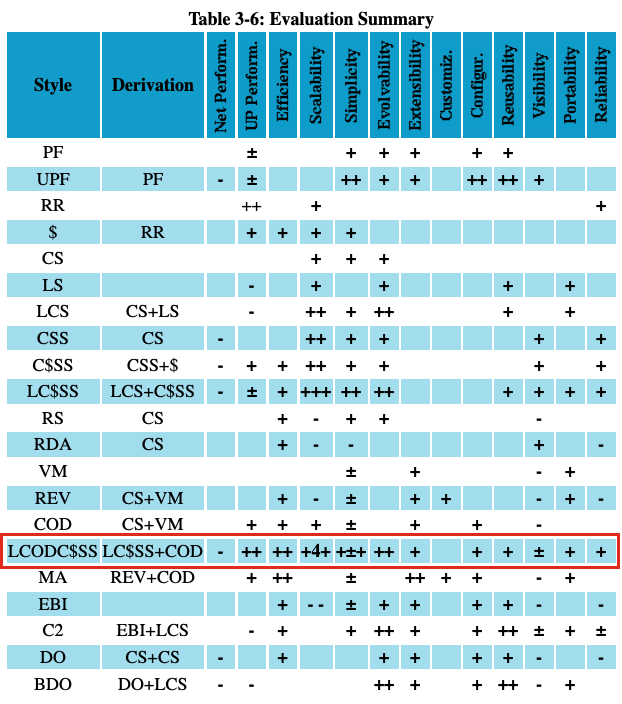 Table 3-6: Evaluation Summary
Style Derivation Net Perform. UP Perform. Efficiency Scalability Simplicity Evolvability Extensibility Customiz. Configur. Reusability Visibility Portability Reliability
PF ± + + + + +
UPF PF - ± ++ + + ++ ++ +
RR ++ + +
$ RR + + + +
CS + + +
LS - + + + +
LCS CS+LS - ++ + ++ + +
CSS CS - ++ + + + +
C$SS CSS+$ - + + ++ + + + +
LC$SS LCS+C$SS - ± + +++ ++ ++ + + + +
RS CS + - + + -
RDA CS + - - + -
VM ± + - +
REV CS+VM + - ± + + - + -
COD CS+VM + + + ± + + -
LCODC$SS LC$SS+COD - ++ ++ +4+ +±+ ++ + + + ± + +
MA REV+COD + ++ ± ++ + + - +
EBI + -- ± + + + + - -
C2 EBI+LCS - + + ++ + + ++ ± + ±
DO CS+CS - + + + + + - -
BDO DO+LCS - - ++ + + ++ - +